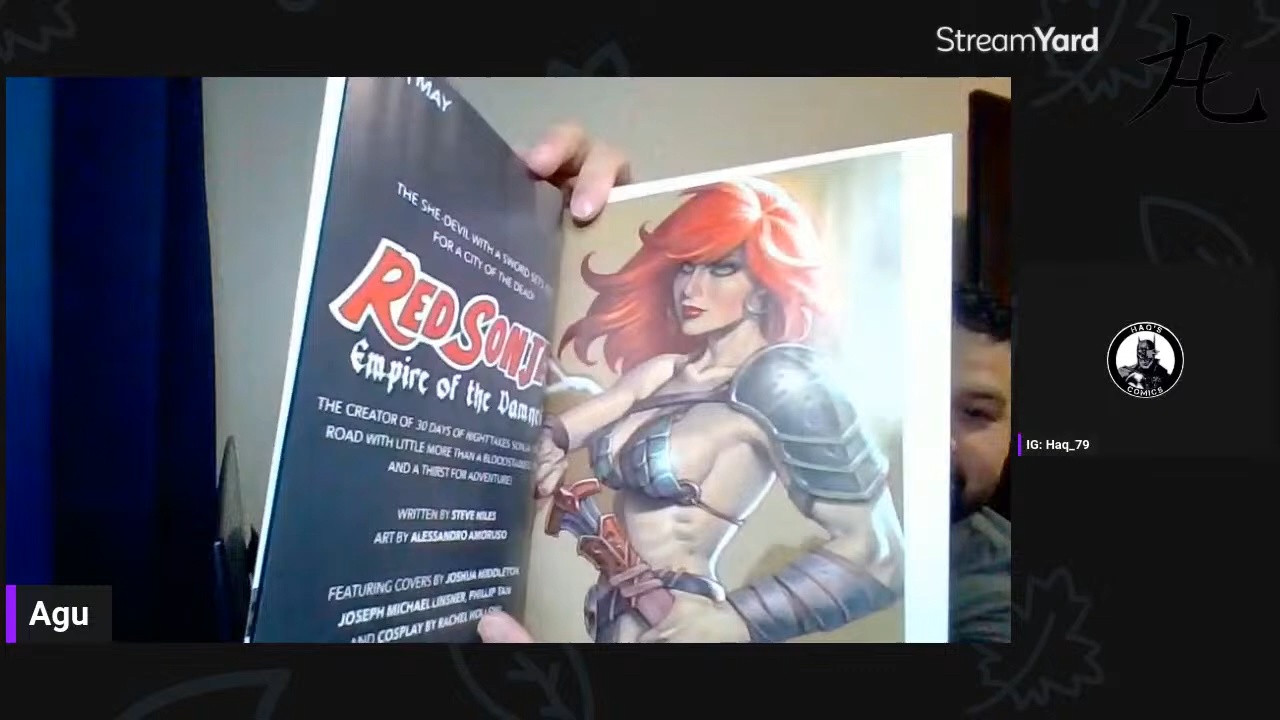 StreamYard
九
MAY
THE SHE-DEVIL WITH A SWORD SETS
FOR A CITY OF THE DEAD!
RED SONJ
Empire of the Damn
THE CREATOR OF 30 DAYS OF NIGHT TAKES SONJA
ROAD WITH LITTLE MORE THAN A BLOODSTAINED
AND A THIRST FOR ADVENTURE!
WRITTEN BY STEVE NILES
ART BY ALESSANDRO AMORUSO
FEATURING COVERS BY JOSHUA MIDDLETON,
JOSEPH MICHAEL LINSNER, PHILLIP TAN
AND COSPLAY BY RACHEL
Agu
HAQ'S
COMICS
IG: Haq_79